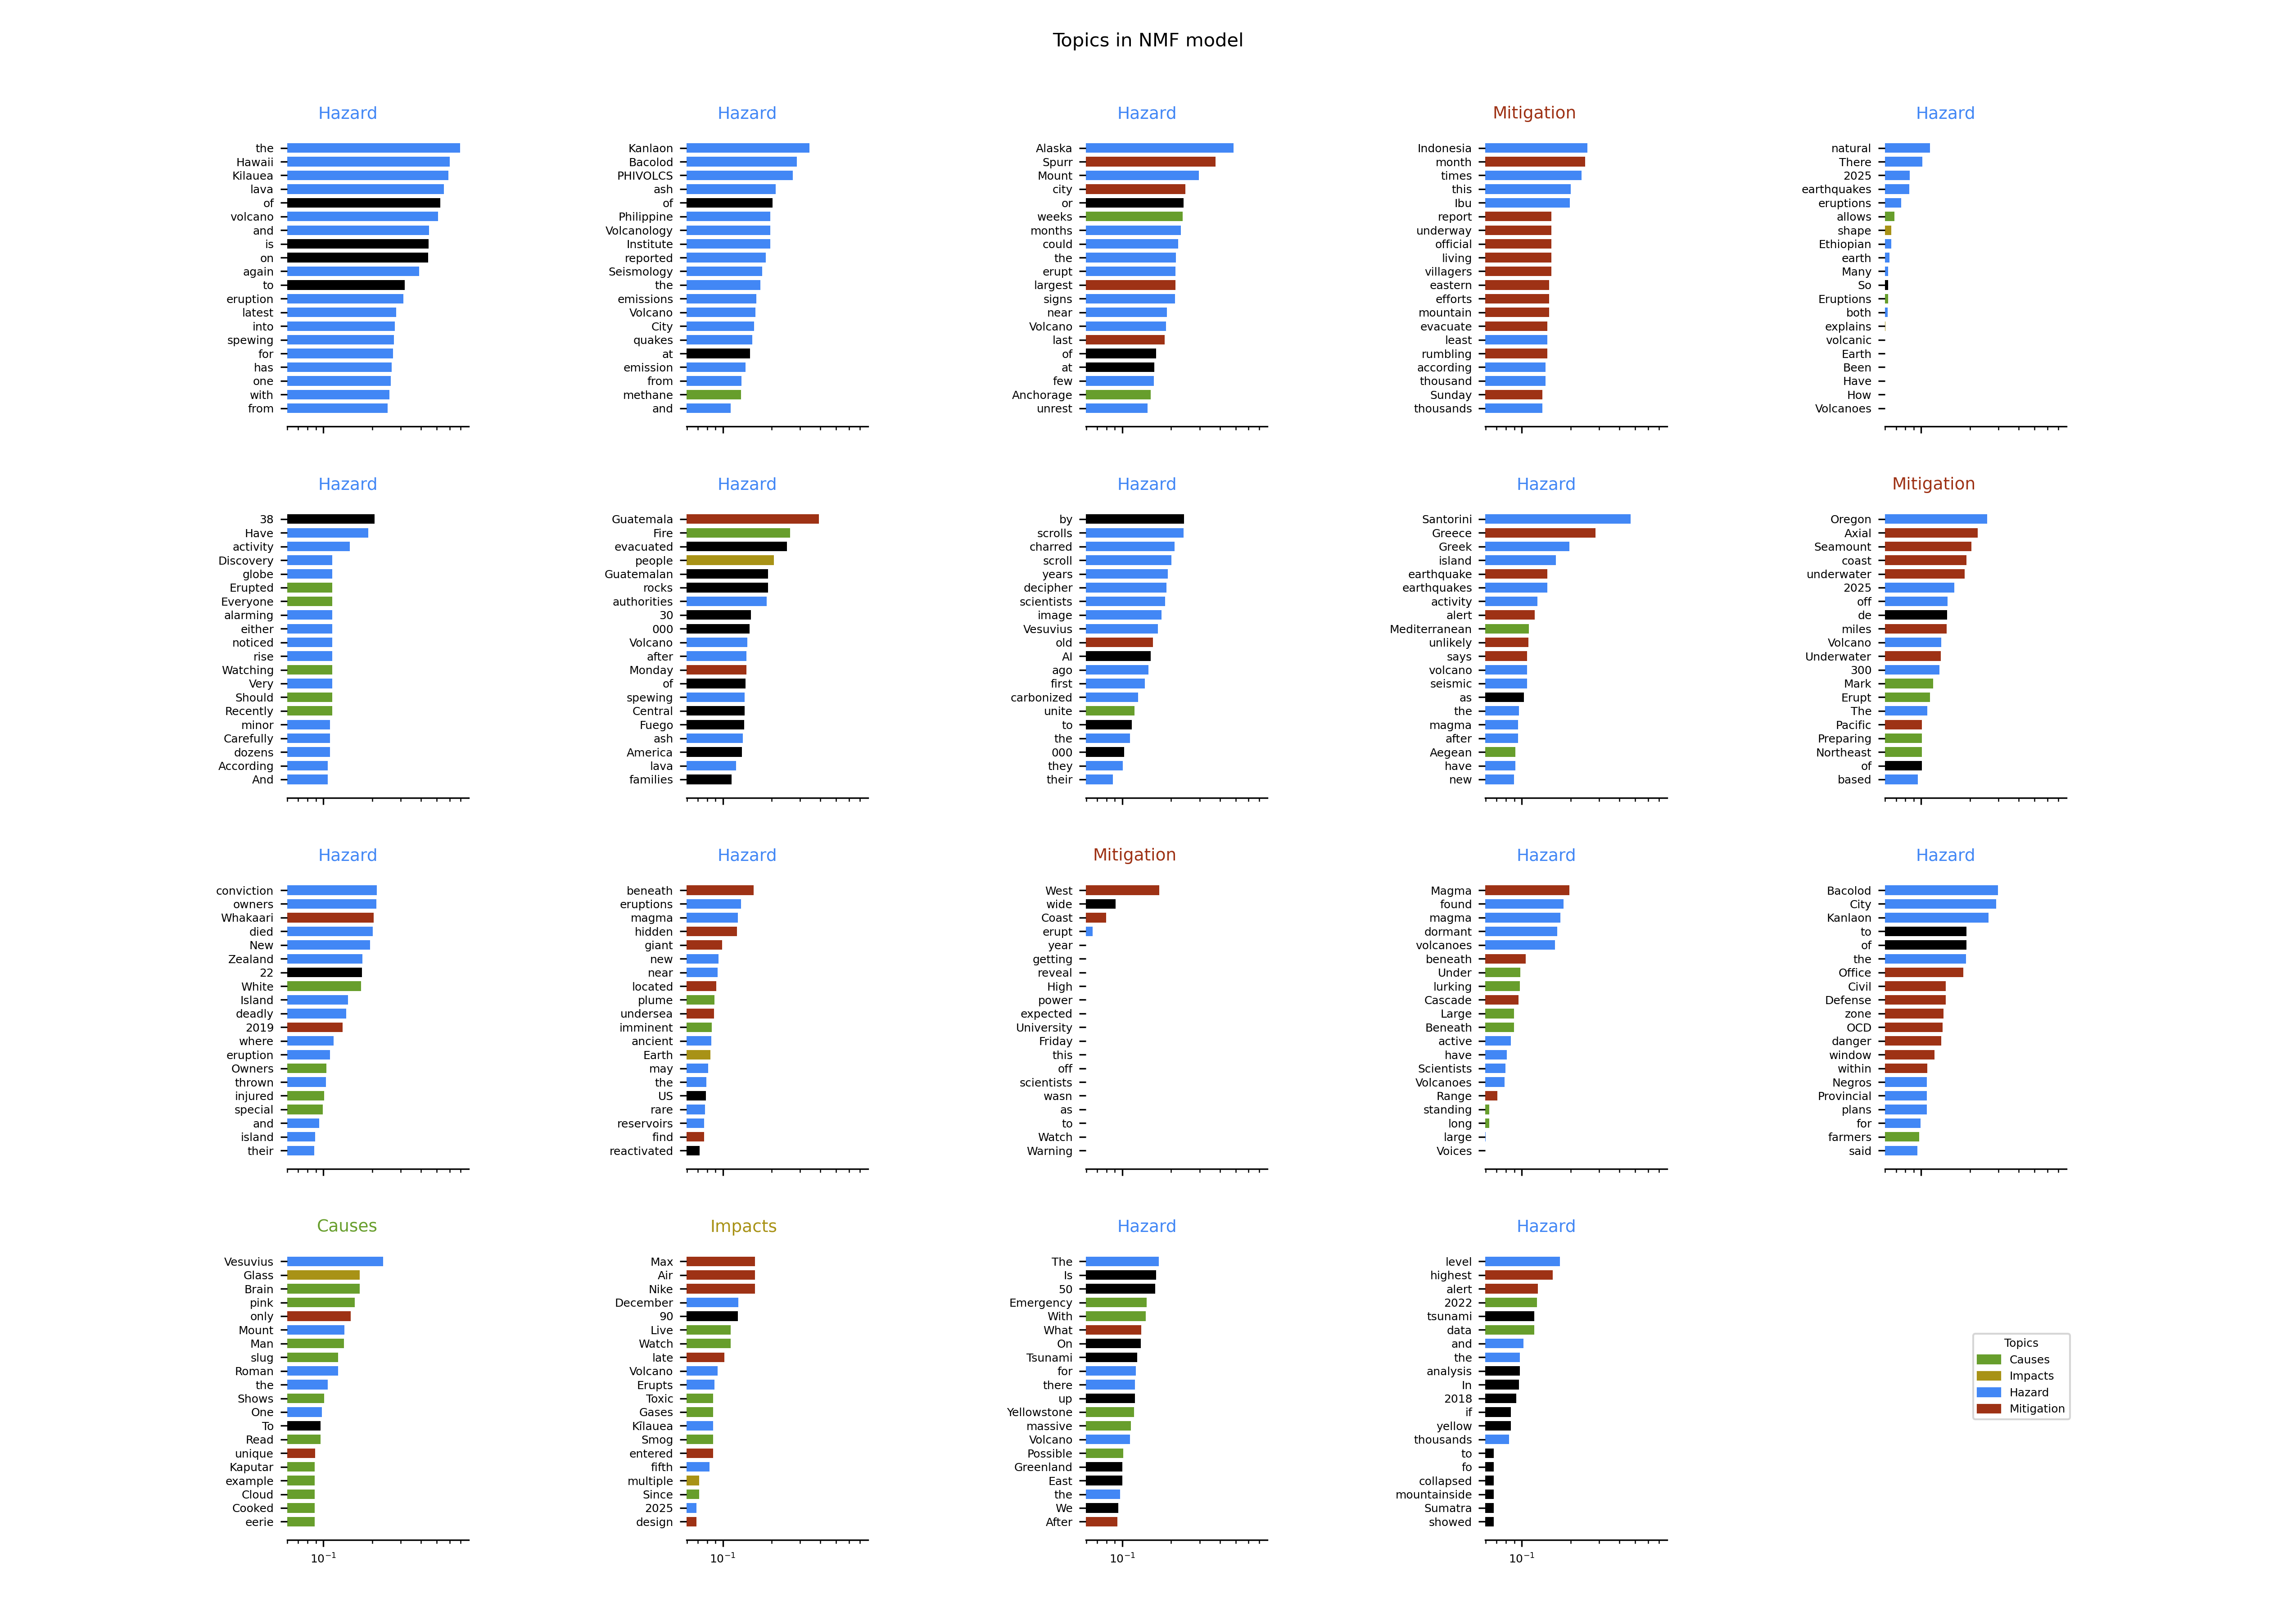 Topics in NMF model
Hazard
the
Hawaii
Kilauea
lava
of
volcano
and
is
on
again
to
eruption
latest
into
spewing
for
has
one
with
from
Hazard
Kanlaon
Bacolod
PHIVOLCS
ash
of
Philippine
Volcanology
Institute
reported
Seismology
the
emissions
Volcano
City
quakes
at
emission
from
methane
and
Hazard
Alaska
Spurr
Mount
city
or
weeks
months
could
the
erupt
largest
signs
near
Volcano
last
of
at
few
Anchorage
unrest
Mitigation
Indonesia
month
times
this
Ibu
report
underway
official
living
villagers
eastern
efforts
mountain
evacuate
least
rumbling
according
thousand
Sunday
thousands
Hazard
natural
There
2025
earthquakes
eruptions
allows
shape
Ethiopian
earth
Many
So
Eruptions
both
explains
volcanic
Earth
Been
Have
How
Volcanoes
Hazard
38
Have
activity
Discovery
globe
Erupted
Everyone
alarming
either
noticed
rise
Watching
Very
Should
Recently
minor
Carefully
dozens
According
And
Hazard
Guatemala
Fire
evacuated
people
Guatemalan
rocks
authorities
30
000
Volcano
after
Monday
of
spewing
Central
Fuego
ash
America
lava
families
Hazard
by
scrolls
charred
scroll
years
decipher
scientists
image
Vesuvius
old
AI
ago
first
carbonized
unite
to
the
000
they
their
Hazard
Santorini
Greece
Greek
island
earthquake
earthquakes
activity
alert
Mediterranean
unlikely
says
volcano
seismic
as
the
magma
after
Aegean
have
new
Mitigation
Oregon
Axial
Seamount
coast
underwater
2025
off
de
miles
Volcano
Underwater
300
Mark
Erupt
The
Pacific
Preparing
Northeast
of
based
Hazard
conviction
owners
Whakaari
died
New
Zealand
22
White
Island
deadly
2019
where
eruption
Owners
thrown
injured
special
and
island
their
Hazard
beneath
eruptions
magma
hidden
giant
new
near
located
plume
undersea
imminent
ancient
Earth
may
the
US
rare
reservoirs
find
reactivated
Mitigation
West
wide
Coast
erupt
year
getting
reveal
High
power
expected
University
Friday
this
off
scientists
wasn
as
to
Watch
Warning
Hazard
Magma
found
magma
dormant
volcanoes
beneath
Under
lurking
Cascade
Large
Beneath
active
have
Scientists
Volcanoes
Range
standing
long
large
Voices
Hazard
Bacolod
City
Kanlaon
to
of
the
Office
Civil
Defense
zone
OCD
danger
window
within
Negros
Provincial
plans
for
farmers
said
Causes
Vesuvius
Glass
Brain
pink
only
Mount
Man
slug
Roman
the
Shows
One
To
Read
unique
Kaputar
example
Cloud
Cooked
eerie
10⁻¹
Impacts
Max
Air
Nike
December
90
Live
Watch
late
Volcano
Erupts
Toxic
Gases
Kīlauea
Smog
entered
fifth
multiple
Since
2025
design
10⁻¹
Hazard
The
Is
50
Emergency
With
What
On
Tsunami
for
there
up
Yellowstone
massive
Volcano
Possible
Greenland
East
the
We
After
10⁻¹
Hazard
level
highest
alert
2022
tsunami
data
and
the
analysis
In
2018
if
yellow
thousands
to
fo
collapsed
mountainside
Sumatra
showed
10⁻¹
Topics
Causes
Impacts
Hazard
Mitigation